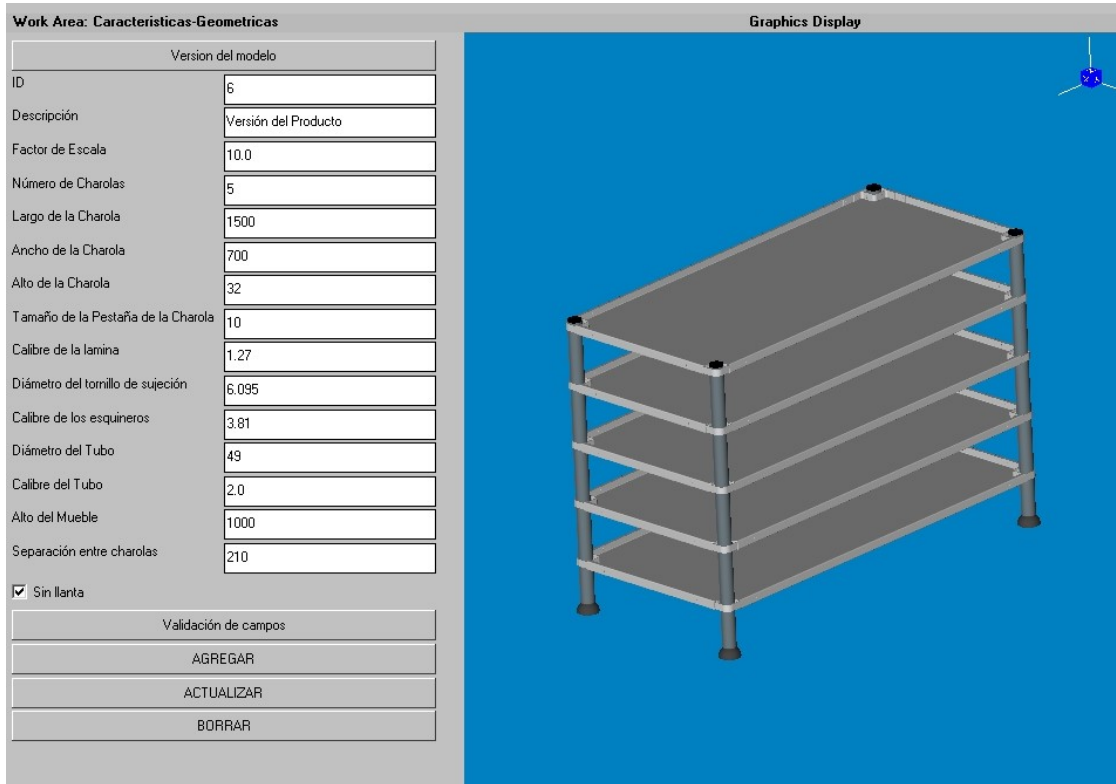 Work Area: Caracteristicas-Geometricas
Graphics Display
Version del modelo
ID
6
Descripción
Versión del Producto
Factor de Escala
10.0
Número de Charolas
5
Largo de la Charola
1500
Ancho de la Charola
700
Alto de la Charola
32
Tamaño de la Pestaña de la Charola
10
Calibre de la lamina
1.27
Diámetro del tornillo de sujeción
6.095
Calibre de los esquineros
3.81
Diámetro del Tubo
49
Calibre del Tubo
2.0
Alto del Mueble
1000
Separación entre charolas
210
Sin llanta
Validación de campos
AGREGAR
ACTUALIZAR
BORRAR